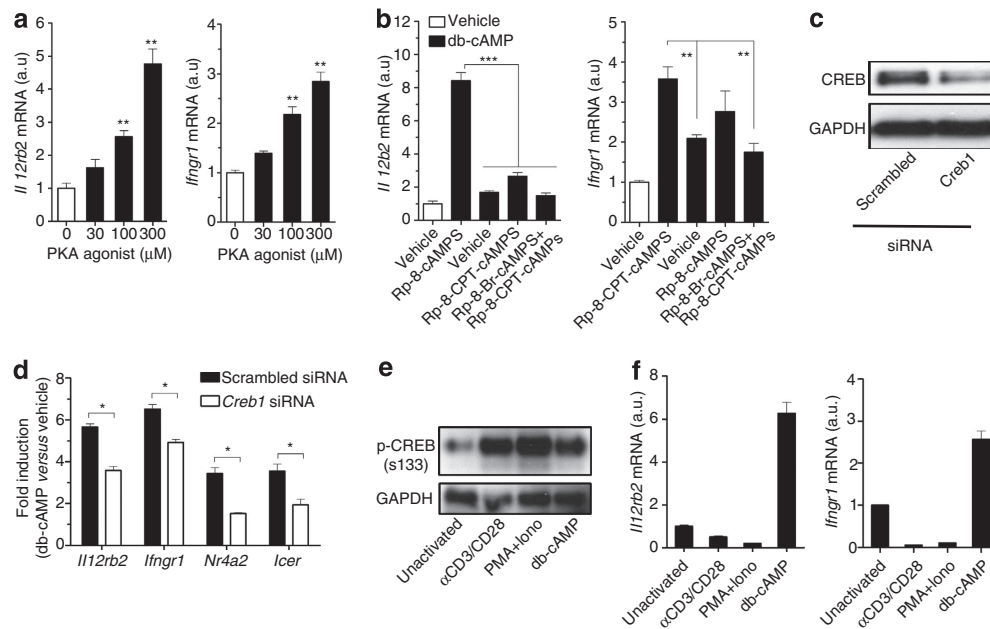 a
Il 12rb2 mRNA (a.u)
6
5
4
3
2
1
0
**
**
0 30 100 300
PKA agonist (μM)
Ifngr1 mRNA (a.u)
4
3
2
1
0
**
**
0 30 100 300
PKA agonist (μM)
b
Vehicle
db-cAMP
Il 12b2 mRNA (a.u)
12
10
8
6
4
2
0
***
Vehicle
Rp-8-cAMPS
Vehicle
Rp-8-CPT-cAMPS
Rp-8-Br-cAMPS+
Rp-8-CPT-cAMPs
Ifngr1 mRNA (a.u)
5
4
3
2
1
0
**
**
Vehicle
Rp-8-CPT-cAMPS
Vehicle
Rp-8-cAMPS
Rp-8-Br-cAMPS+
Rp-8-CPT-cAMPs
c
CREB
GAPDH
Scrambled
Creb1
siRNA
d
Fold induction
(db-cAMP versus vehicle)
8
6
4
2
0
Scrambled siRNA
Creb1 siRNA
*
*
*
*
Il12rb2 Ifngr1 Nr4a2 Icer
e
p-CREB
(s133)
GAPDH
Unactivated
αCD3/CD28
PMA+Iono
db-cAMP
f
Il12rb2 mRNA (a.u.)
8
6
4
2
0
Unactivated
αCD3/CD28
PMA+Iono
db-cAMP
Ifngr1 mRNA (a.u.)
4
3
2
1
0
Unactivated
αCD3/CD28
PMA+Iono
db-cAMP